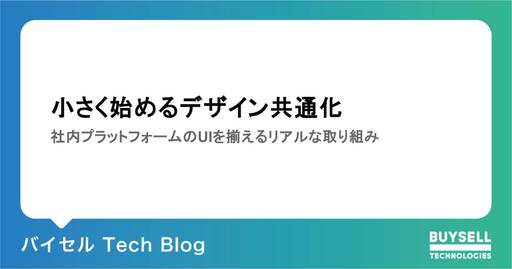 小さく始めるデザイン共通化
社内プラットフォームのUIを揃えるリアルな取り組み
バイセル Tech Blog
BUYSELL
TECHNOLOGIES